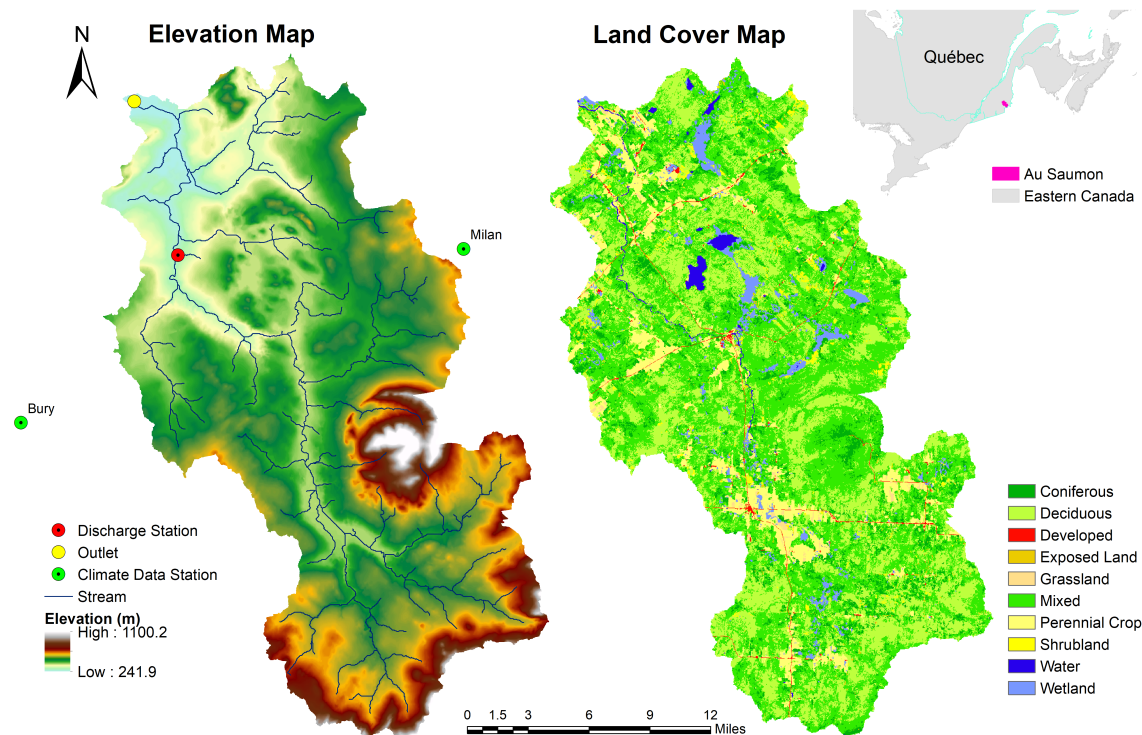 N
Elevation Map
Land Cover Map
Québec
Au Saumon
Eastern Canada
Milan
Bury
Discharge Station
Outlet
Climate Data Station
Stream
Elevation (m)
High : 1100.2
Low : 241.9
Coniferous
Deciduous
Developed
Exposed Land
Grassland
Mixed
Perennial Crop
Shrubland
Water
Wetland
0 1.5 3 6 9 12
Miles